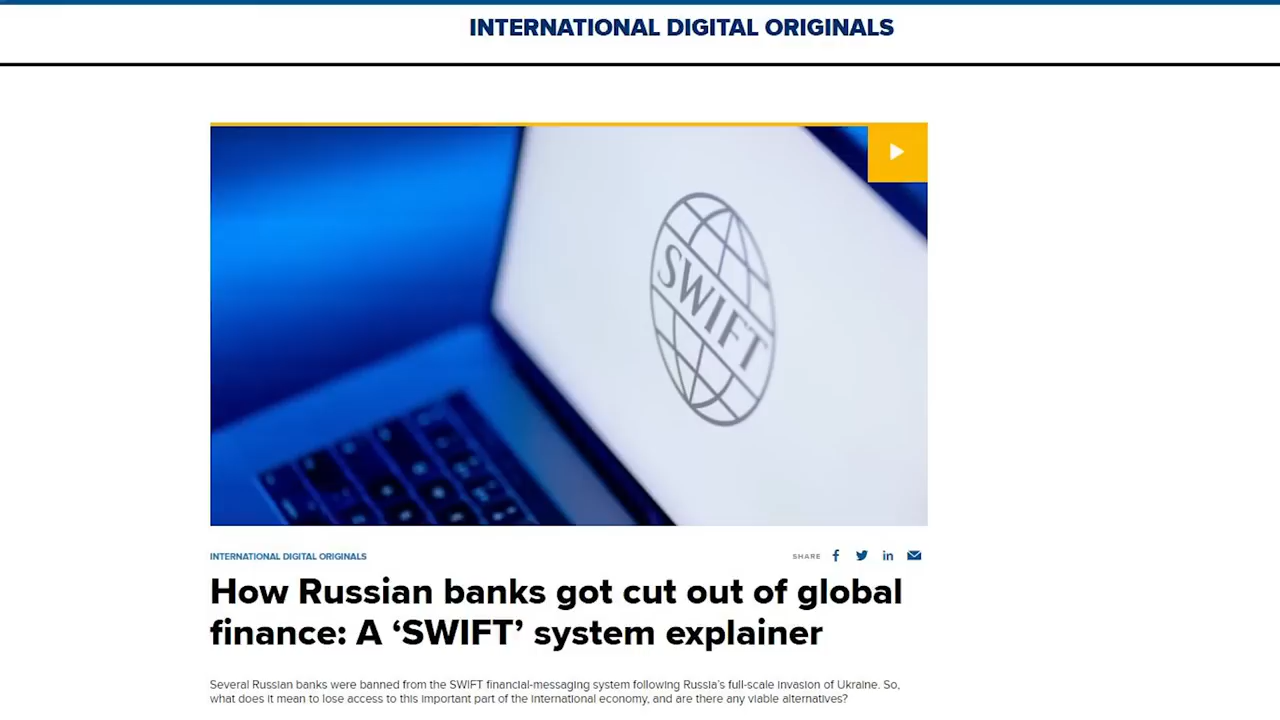 INTERNATIONAL DIGITAL ORIGINALS
SWIFT
INTERNATIONAL DIGITAL ORIGINALS
SHARE
How Russian banks got cut out of global
finance: A ‘SWIFT’ system explainer
Several Russian banks were banned from the SWIFT financial-messaging system following Russia’s full-scale invasion of Ukraine. So,
what does it mean to lose access to this important part of the international economy, and are there any viable alternatives?